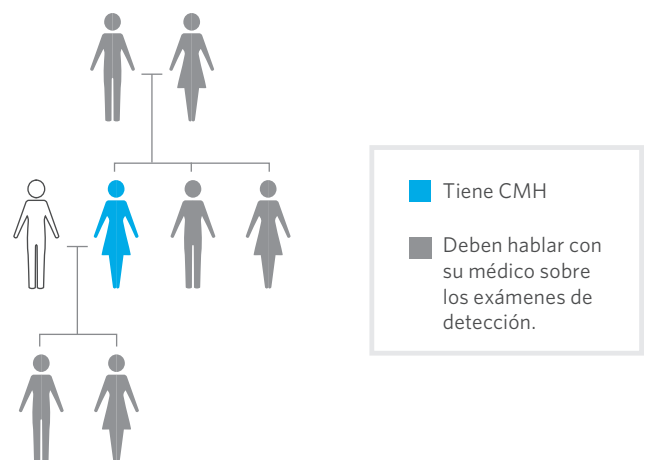 Tiene CMH
Deben hablar con
su médico sobre
los exámenes de
detección.